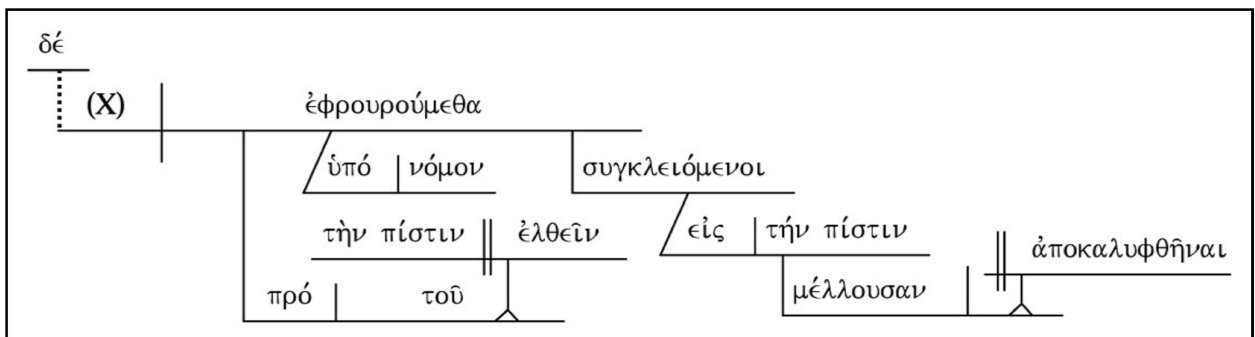 δέ
(X) ἐφρουρούμεθα
ὑπό νόμον συγκλειόμενοι
τὴν πίστιν ἐλθεῖν εἰς τήν πίστιν ἀποκαλυφθῆναι
πρό τοῦ μέλλουσαν